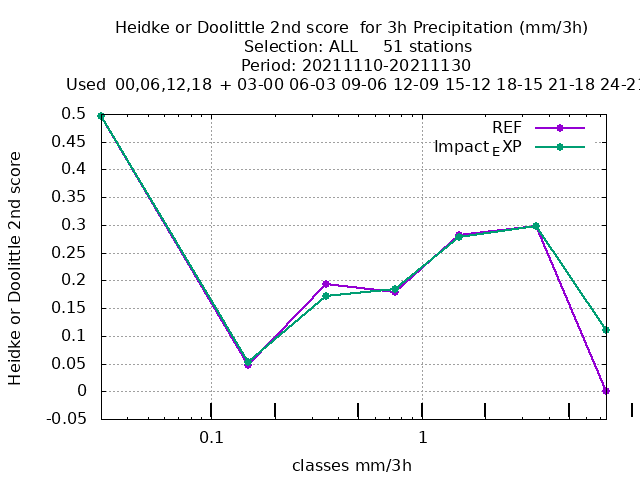 Heidke or Doolittle 2nd score  for 3h Precipitation (mm/3h)
Selection: ALL     51 stations
Period: 20211110-20211130
Used  00,06,12,18  + 03-00 06-03 09-06 12-09  15-12  18-15  21-18  24-21
0.5
REF
Impact_EXP
0.45
0.4
0.35
0.3
0.25
0.2
0.15
0.1
0.05
0
-0.05
Heidke or Doolittle 2nd score
0.1
1
classes mm/3h